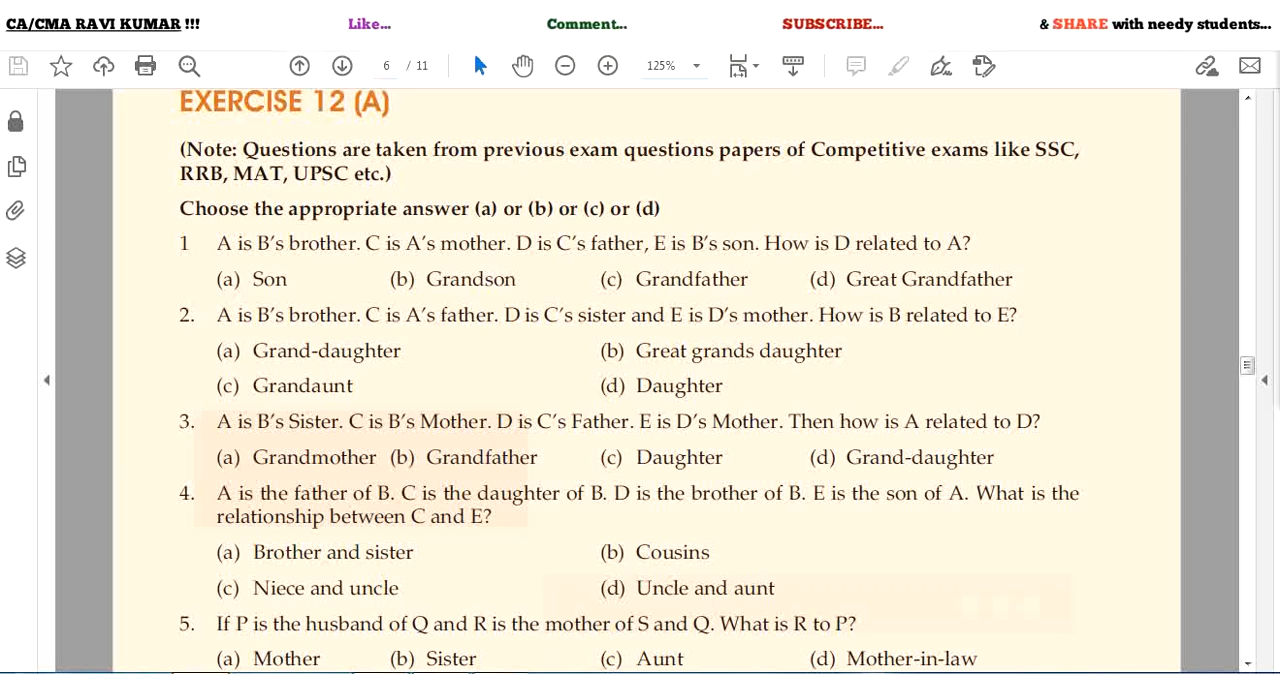 CA/CMA RAVI KUMAR !!! Like... Comment... SUBSCRIBE... & SHARE with needy students...
6 / 11 125%
EXERCISE 12 (A)
(Note: Questions are taken from previous exam questions papers of Competitive exams like SSC,
RRB, MAT, UPSC etc.)
Choose the appropriate answer (a) or (b) or (c) or (d)
1 A is B's brother. C is A's mother. D is C's father, E is B's son. How is D related to A?
(a) Son (b) Grandson (c) Grandfather (d) Great Grandfather
2. A is B's brother. C is A's father. D is C's sister and E is D's mother. How is B related to E?
(a) Grand-daughter (b) Great grands daughter
(c) Grandaunt (d) Daughter
3. A is B's Sister. C is B's Mother. D is C's Father. E is D's Mother. Then how is A related to D?
(a) Grandmother (b) Grandfather (c) Daughter (d) Grand-daughter
4. A is the father of B. C is the daughter of B. D is the brother of B. E is the son of A. What is the
relationship between C and E?
(a) Brother and sister (b) Cousins
(c) Niece and uncle (d) Uncle and aunt
5. If P is the husband of Q and R is the mother of S and Q. What is R to P?
(a) Mother (b) Sister (c) Aunt (d) Mother-in-law